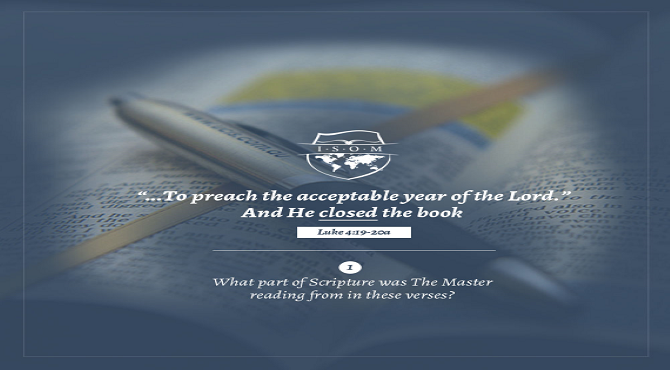 I·S·O·M
“...To preach the acceptable year of the Lord.”
And He closed the book
Luke 4:19-20a
1
What part of Scripture was The Master
reading from in these verses?